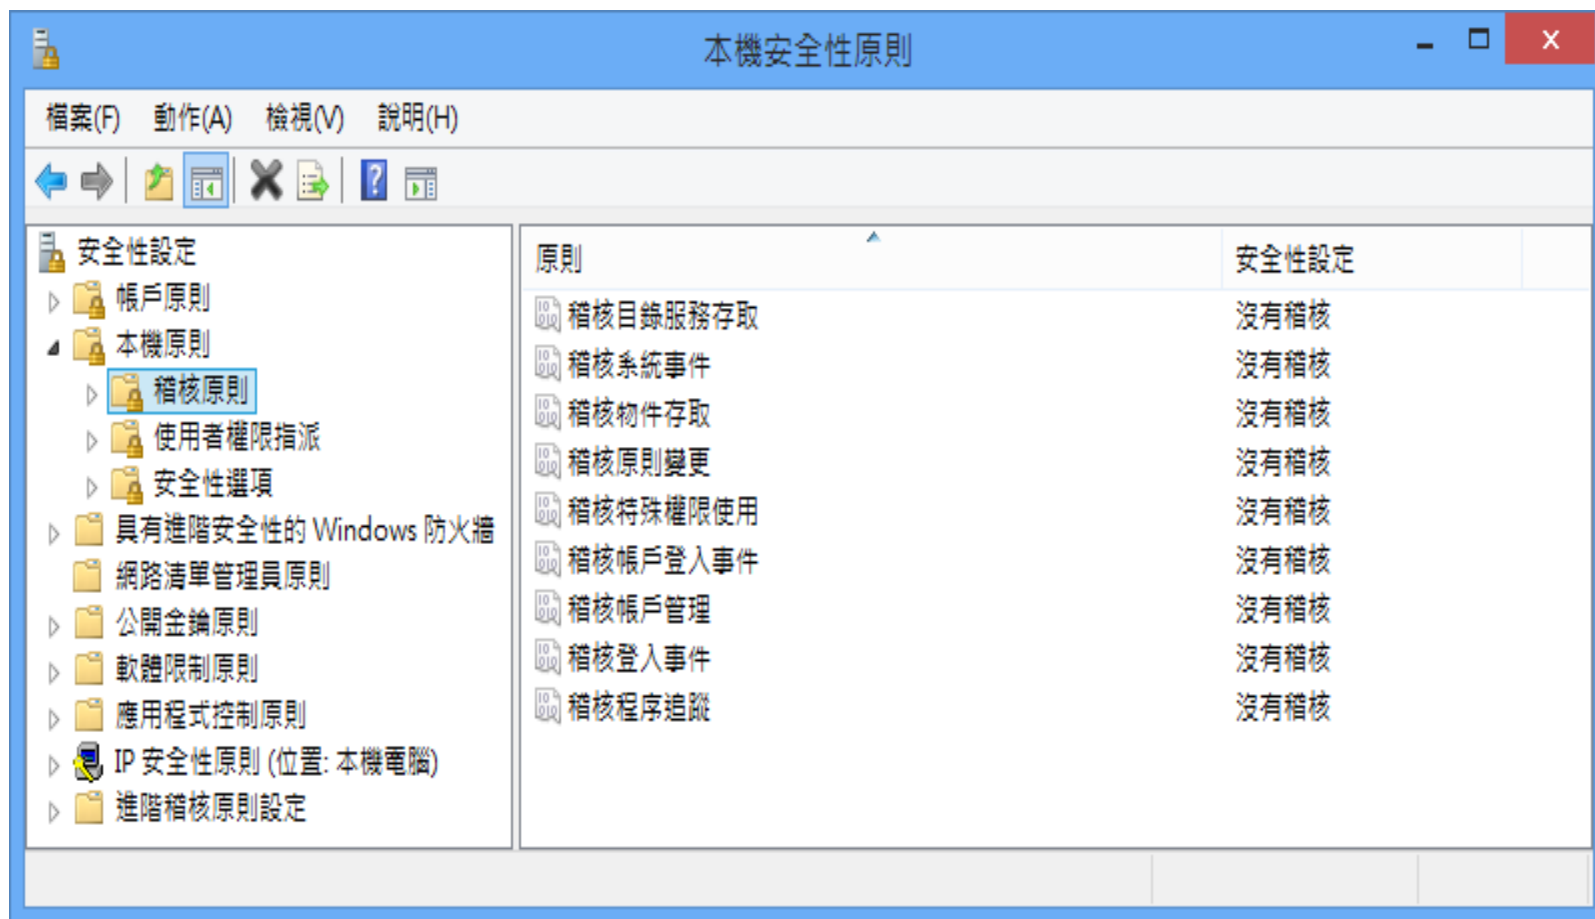 本機安全性原則
檔案(F) 動作(A) 檢視(V) 說明(H)
安全性設定
帳戶原則
本機原則
稽核原則
使用者權限指派
安全性選項
具有進階安全性的 Windows 防火牆
網路清單管理員原則
公開金鑰原則
軟體限制原則
應用程式控制原則
IP 安全性原則 (位置: 本機電腦)
進階稽核原則設定
原則 安全性設定
稽核目錄服務存取 沒有稽核
稽核系統事件 沒有稽核
稽核物件存取 沒有稽核
稽核原則變更 沒有稽核
稽核特殊權限使用 沒有稽核
稽核帳戶登入事件 沒有稽核
稽核帳戶管理 沒有稽核
稽核登入事件 沒有稽核
稽核程序追蹤 沒有稽核